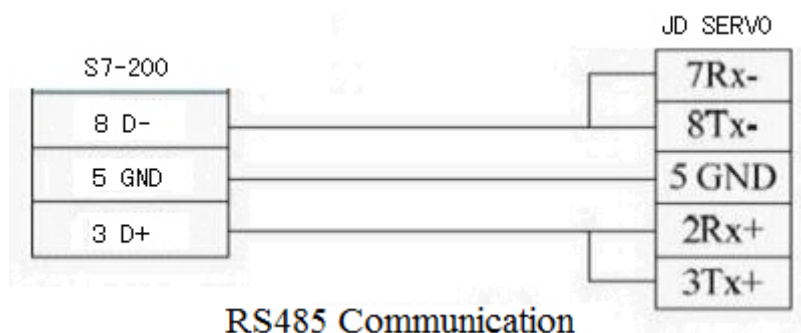 JD SERVO
S7-200
7Rx-
8 D-
8Tx-
5 GND
5 GND
3 D+
2Rx+
3Tx+
RS485 Communication